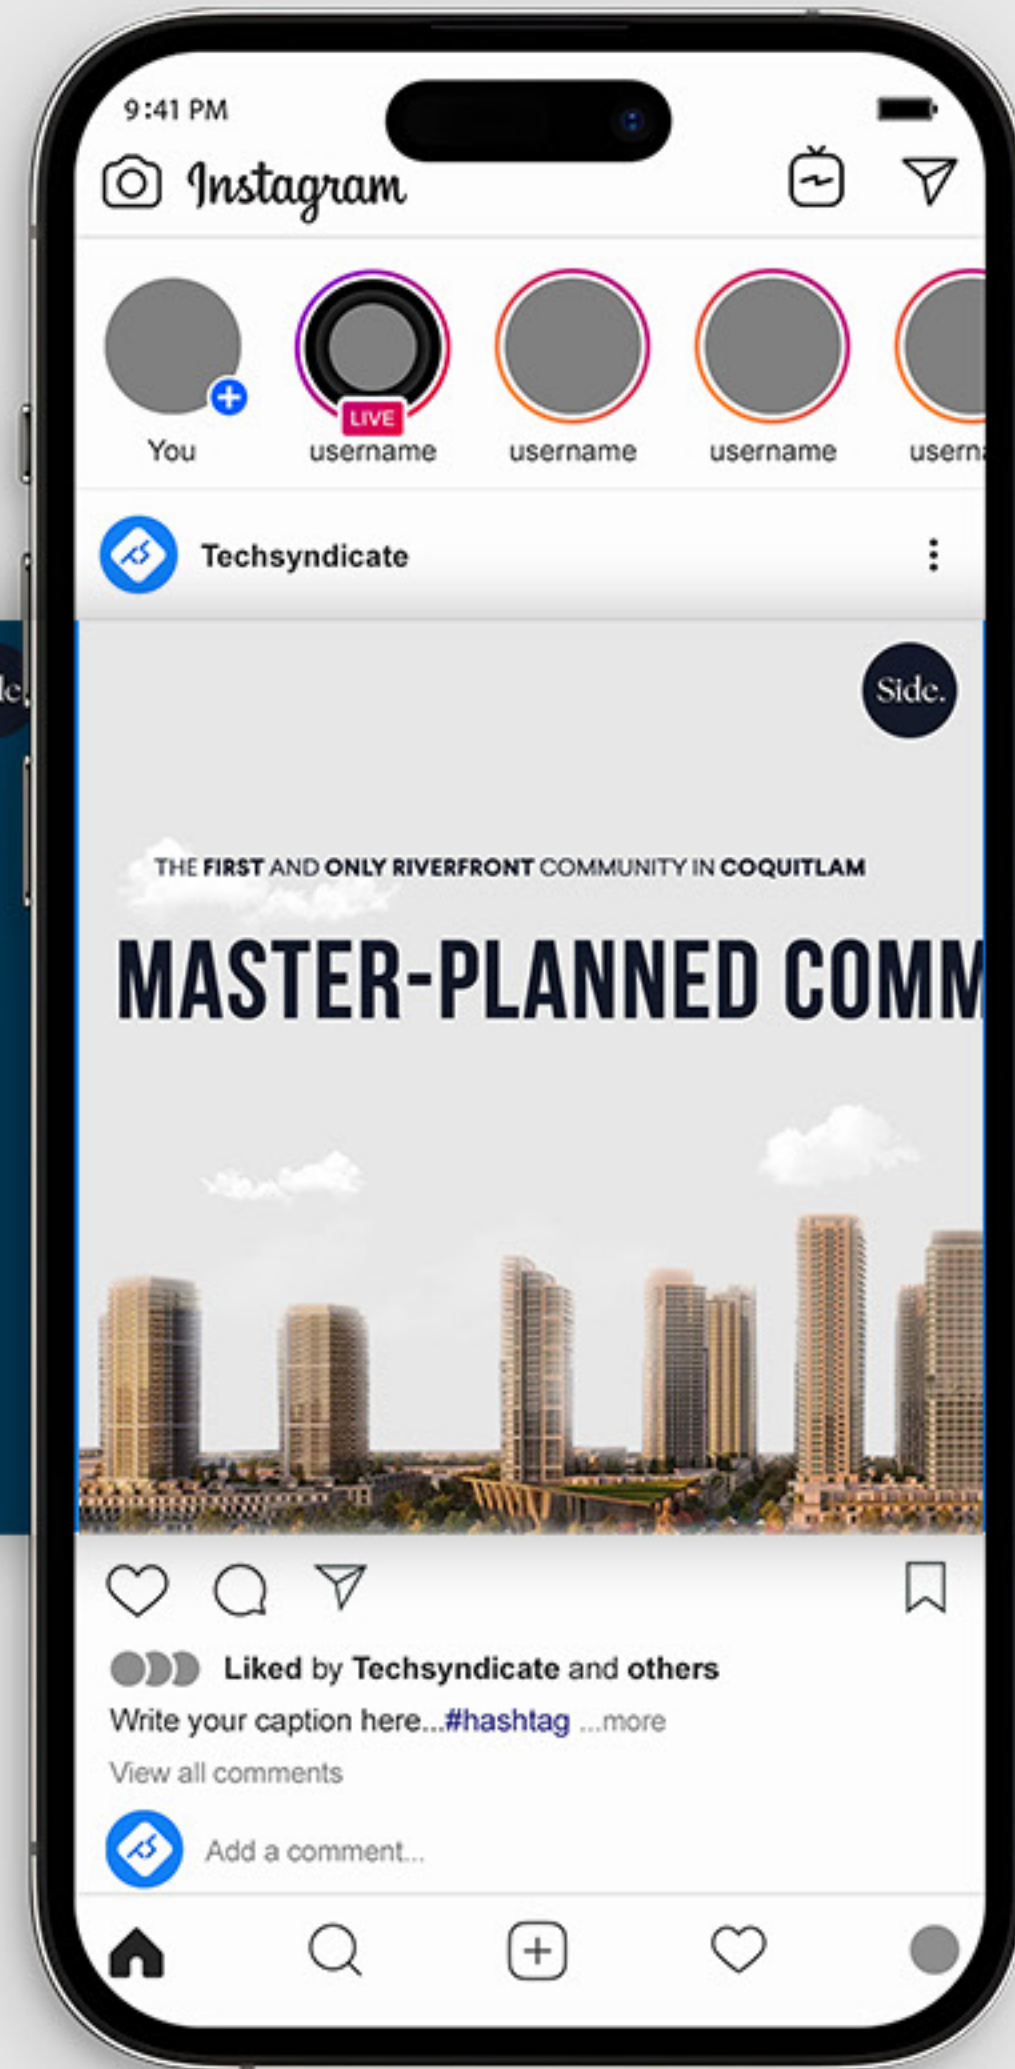 9:41 PM
Instagram
LIVE
You
username
username
username
userna
Techsyndicate
le.
Side.
THE FIRST AND ONLY RIVERFRONT COMMUNITY IN COQUITLAM
MASTER-PLANNED COMM
Liked by Techsyndicate and others
Write your caption here...#hashtag ...more
View all comments
Add a comment...